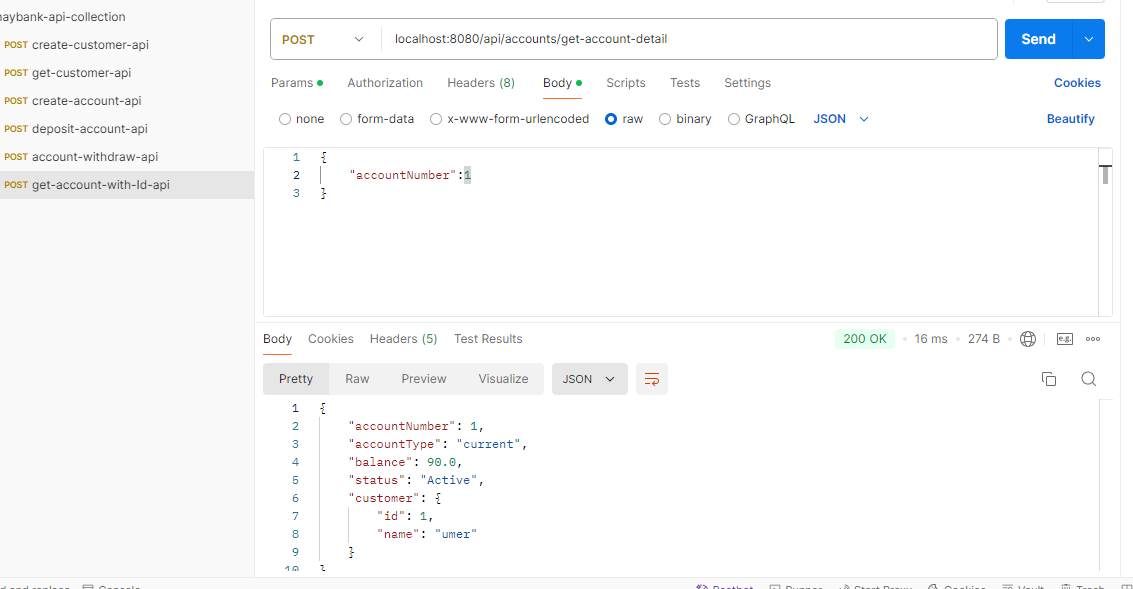 aybank-api-collection
POST create-customer-api
POST get-customer-api
POST create-account-api
POST deposit-account-api
POST account-withdraw-api
POST get-account-with-Id-api
POST localhost:8080/api/accounts/get-account-detail Send
Params Authorization Headers (8) Body Scripts Tests Settings Cookies
none form-data x-www-form-urlencoded raw binary GraphQL JSON Beautify
1 {
2 "accountNumber":1
3 }
Body Cookies Headers (5) Test Results 200 OK 16 ms 274 B e.g.
Pretty Raw Preview Visualize JSON
1 {
2 "accountNumber": 1,
3 "accountType": "current",
4 "balance": 90.0,
5 "status": "Active",
6 "customer": {
7 "id": 1,
8 "name": "umer"
9 }
10 }
d and replace Console Postbot Runner Start Proxy Cookies Vault Trash